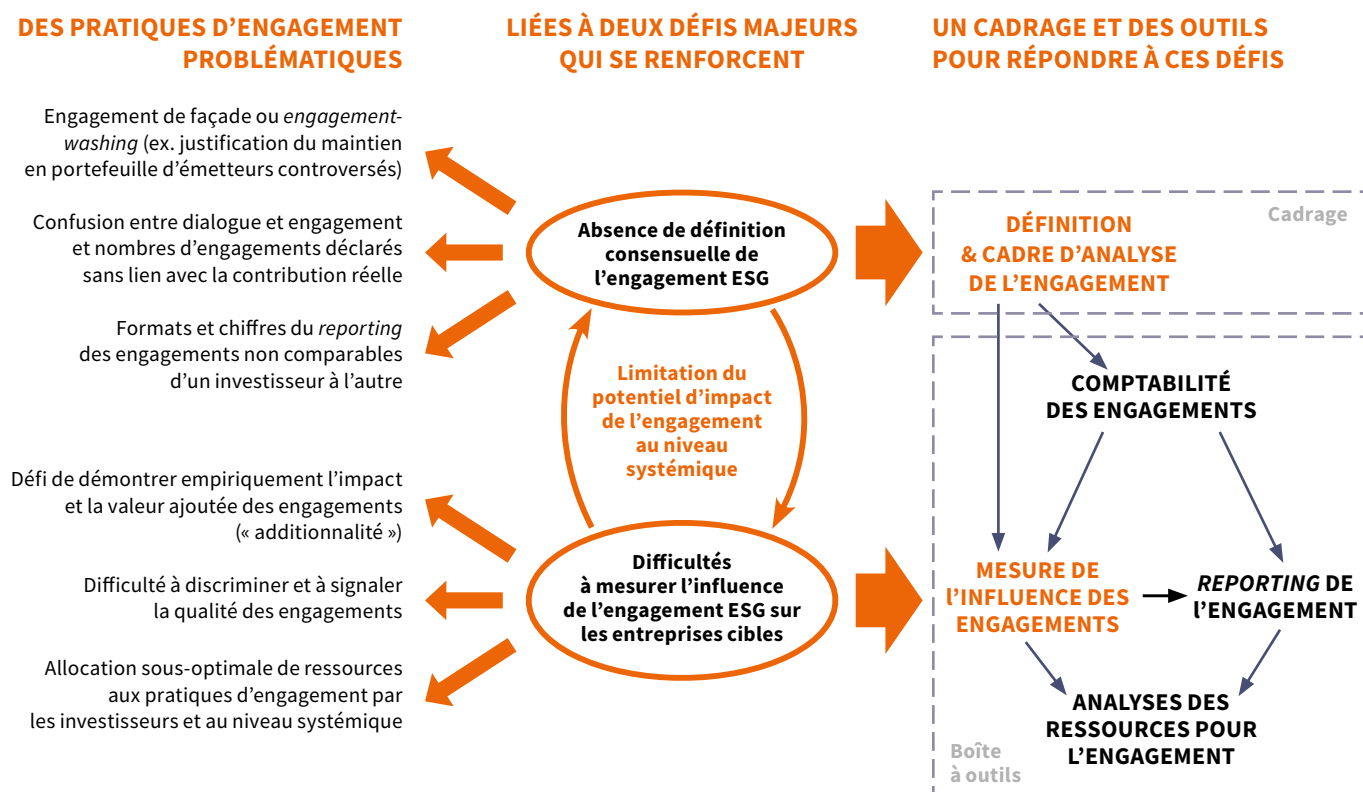 DES PRATIQUES D'ENGAGEMENT
PROBLÉMATIQUES
Engagement de façade ou engagement-
washing (ex. justification du maintien
en portefeuille d'émetteurs controversés)
Confusion entre dialogue et engagement
et nombres d'engagements déclarés
sans lien avec la contribution réelle
Formats et chiffres du reporting
des engagements non comparables
d'un investisseur à l'autre
Défi de démontrer empiriquement l'impact
et la valeur ajoutée des engagements
(« additionnalité »)
Difficulté à discriminer et à signaler
la qualité des engagements
Allocation sous-optimale de ressources
aux pratiques d'engagement par
les investisseurs et au niveau systémique
LIÉES À DEUX DÉFIS MAJEURS
QUI SE RENFORCENT
Absence de définition
consensuelle de
l'engagement ESG
Limitation du
potentiel d'impact
de l'engagement
au niveau
systémique
Difficultés
à mesurer l'influence
de l'engagement ESG sur
les entreprises cibles
UN CADRAGE ET DES OUTILS
POUR RÉPONDRE À CES DÉFIS
Cadrage
DÉFINITION
& CADRE D'ANALYSE
DE L'ENGAGEMENT
COMPTABILITÉ
DES ENGAGEMENTS
MESURE DE
l'INFLUENCE DES
ENGAGEMENTS
REPORTING DE
l'ENGAGEMENT
ANALYSES DES
RESSOURCES POUR
L'ENGAGEMENT
Boîte
à outils